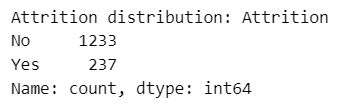 Attrition distribution: Attrition
No     1233
Yes     237
Name: count, dtype: int64